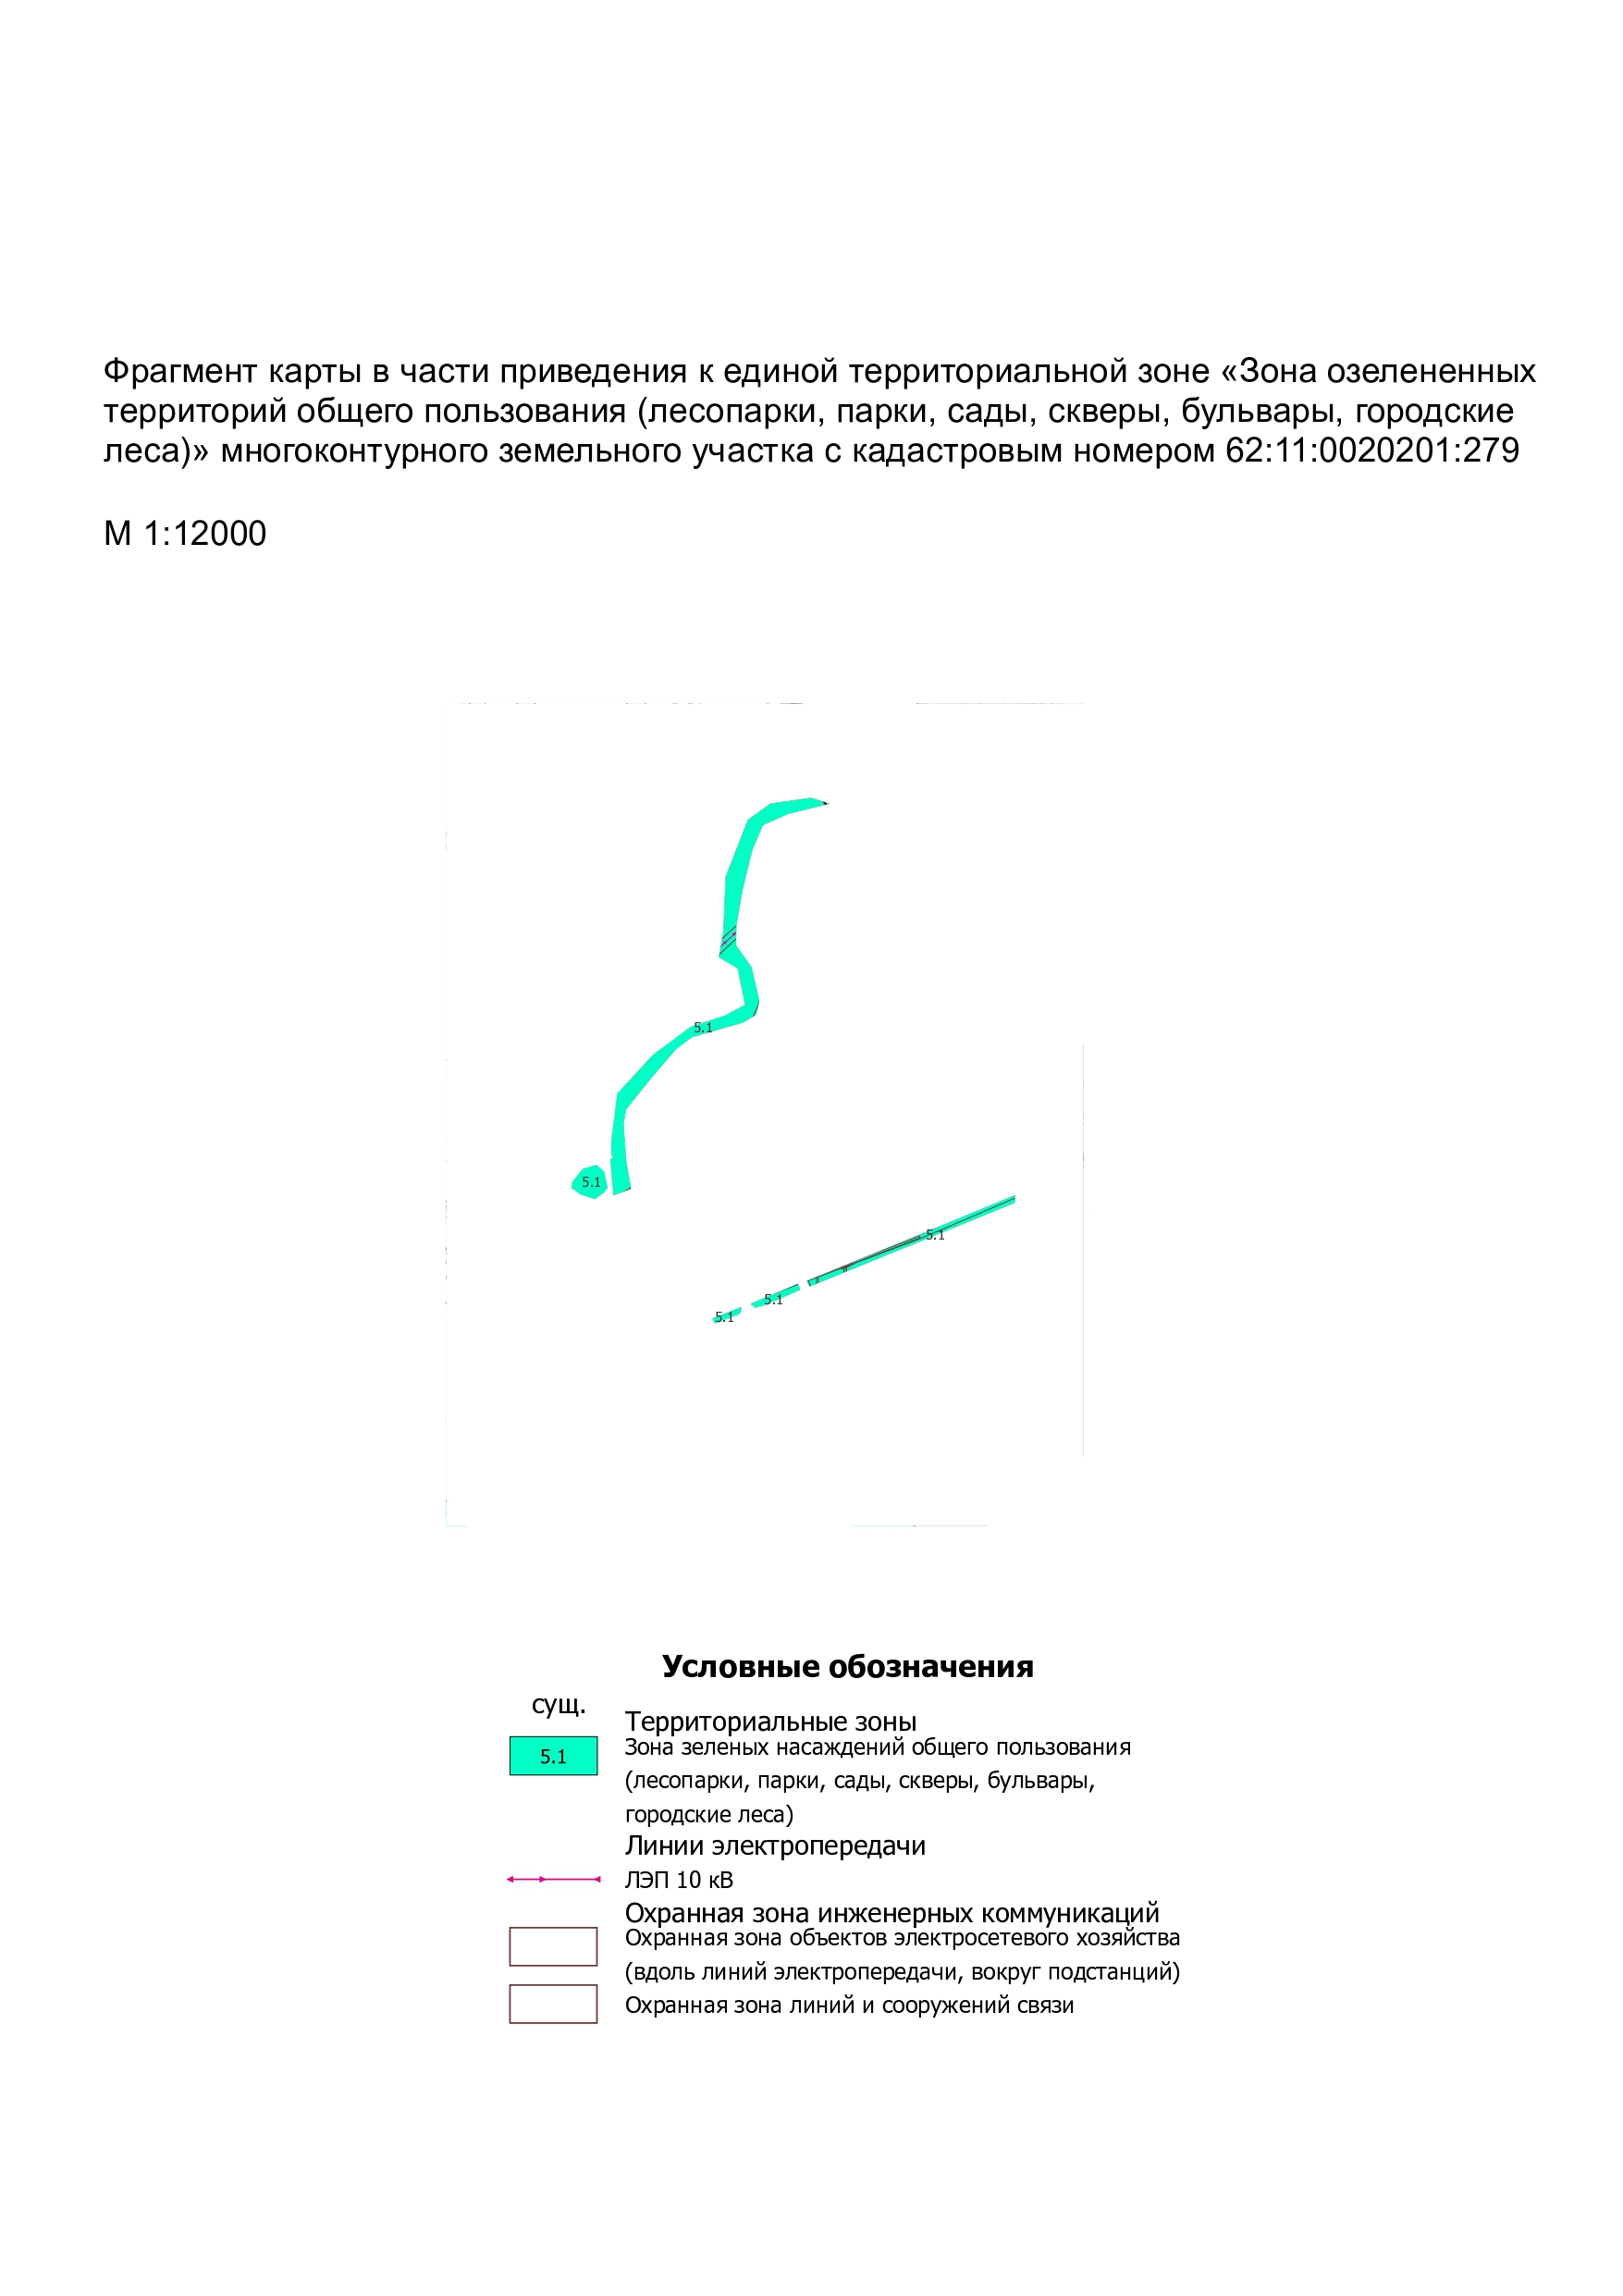 Фрагмент карты в части приведения к единой территориальной зоне «Зона озелененных
территорий общего пользования (лесопарки, парки, сады, скверы, бульвары, городские
леса)» многоконтурного земельного участка с кадастровым номером 62:11:0020201:279
М 1:12000
5.1
5.1
5.1
5.1
5.1
Условные обозначения
сущ.
Территориальные зоны
5.1
Зона зеленых насаждений общего пользования
(лесопарки, парки, сады, скверы, бульвары,
городские леса)
Линии электропередачи
ЛЭП 10 кВ
Охранная зона инженерных коммуникаций
Охранная зона объектов электросетевого хозяйства
(вдоль линий электропередачи, вокруг подстанций)
Охранная зона линий и сооружений связи